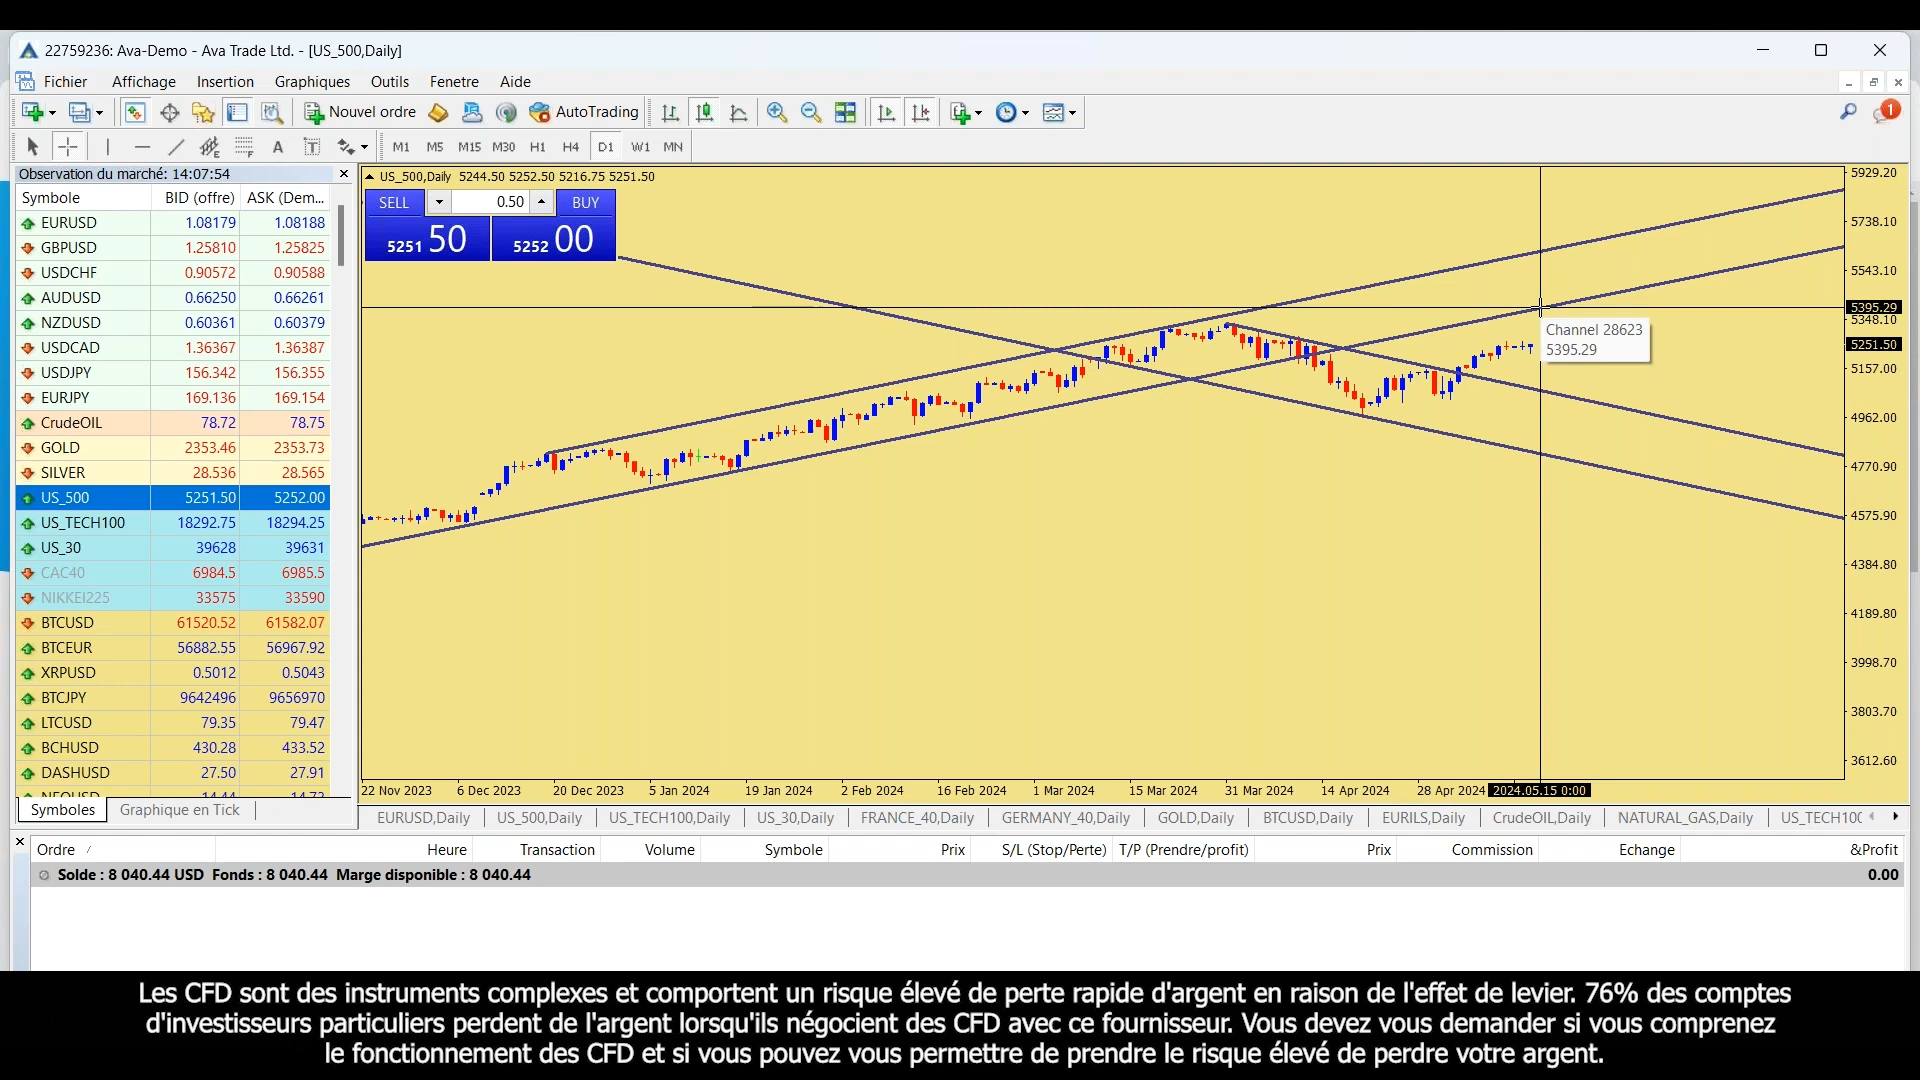 22759236: Ava-Demo - Ava Trade Ltd. - [US_500,Daily]
Fichier Affichage Insertion Graphiques Outils Fenetre Aide
Nouvel ordre AutoTrading 1
A T M1 M5 M15 M30 H1 H4 D1 W1 MN
Observation du marché: 14:07:54
Symbole BID (offre) ASK (Dem...
EURUSD 1.08179 1.08188
GBPUSD 1.25810 1.25825
USDCHF 0.90572 0.90588
AUDUSD 0.66250 0.66261
NZDUSD 0.60361 0.60379
USDCAD 1.36367 1.36387
USDJPY 156.342 156.355
EURJPY 169.136 169.154
CrudeOIL 78.72 78.75
GOLD 2353.46 2353.73
SILVER 28.536 28.565
US_500 5251.50 5252.00
US_TECH100 18292.75 18294.25
US_30 39628 39631
CAC40 6984.5 6985.5
NIKKEI225 33575 33590
BTCUSD 61520.52 61582.07
BTCEUR 56882.55 56967.92
XRPUSD 0.5012 0.5043
BTCJPY 9642496 9656970
LTCUSD 79.35 79.47
BCHUSD 430.28 433.52
DASHUSD 27.50 27.91
Symboles Graphique en Tick
US_500,Daily 5244.50 5252.50 5216.75 5251.50
SELL 0.50 BUY
5251 50 5252 00
Channel 28623
5395.29
5929.20
5738.10
5543.10
5395.29
5348.10
5251.50
5157.00
4962.00
4770.90
4575.90
4384.80
4189.80
3998.70
3803.70
3612.60
22 Nov 2023 6 Dec 2023 20 Dec 2023 5 Jan 2024 19 Jan 2024 2 Feb 2024 16 Feb 2024 1 Mar 2024 15 Mar 2024 31 Mar 2024 14 Apr 2024 28 Apr 2024 2024.05.15 0:00
EURUSD,Daily US_500,Daily US_TECH100,Daily US_30,Daily FRANCE_40,Daily GERMANY_40,Daily GOLD,Daily BTCUSD,Daily EURILS,Daily CrudeOIL,Daily NATURAL_GAS,Daily US_TECH100
Ordre Heure Transaction Volume Symbole Prix S/L (Stop/Perte) T/P (Prendre/profit) Prix Commission Echange &Profit
Solde : 8 040.44 USD Fonds : 8 040.44 Marge disponible : 8 040.44 0.00
Les CFD sont des instruments complexes et comportent un risque élevé de perte rapide d'argent en raison de l'effet de levier. 76% des comptes
d'investisseurs particuliers perdent de l'argent lorsqu'ils négocient des CFD avec ce fournisseur. Vous devez vous demander si vous comprenez
le fonctionnement des CFD et si vous pouvez vous permettre de prendre le risque élevé de perdre votre argent.